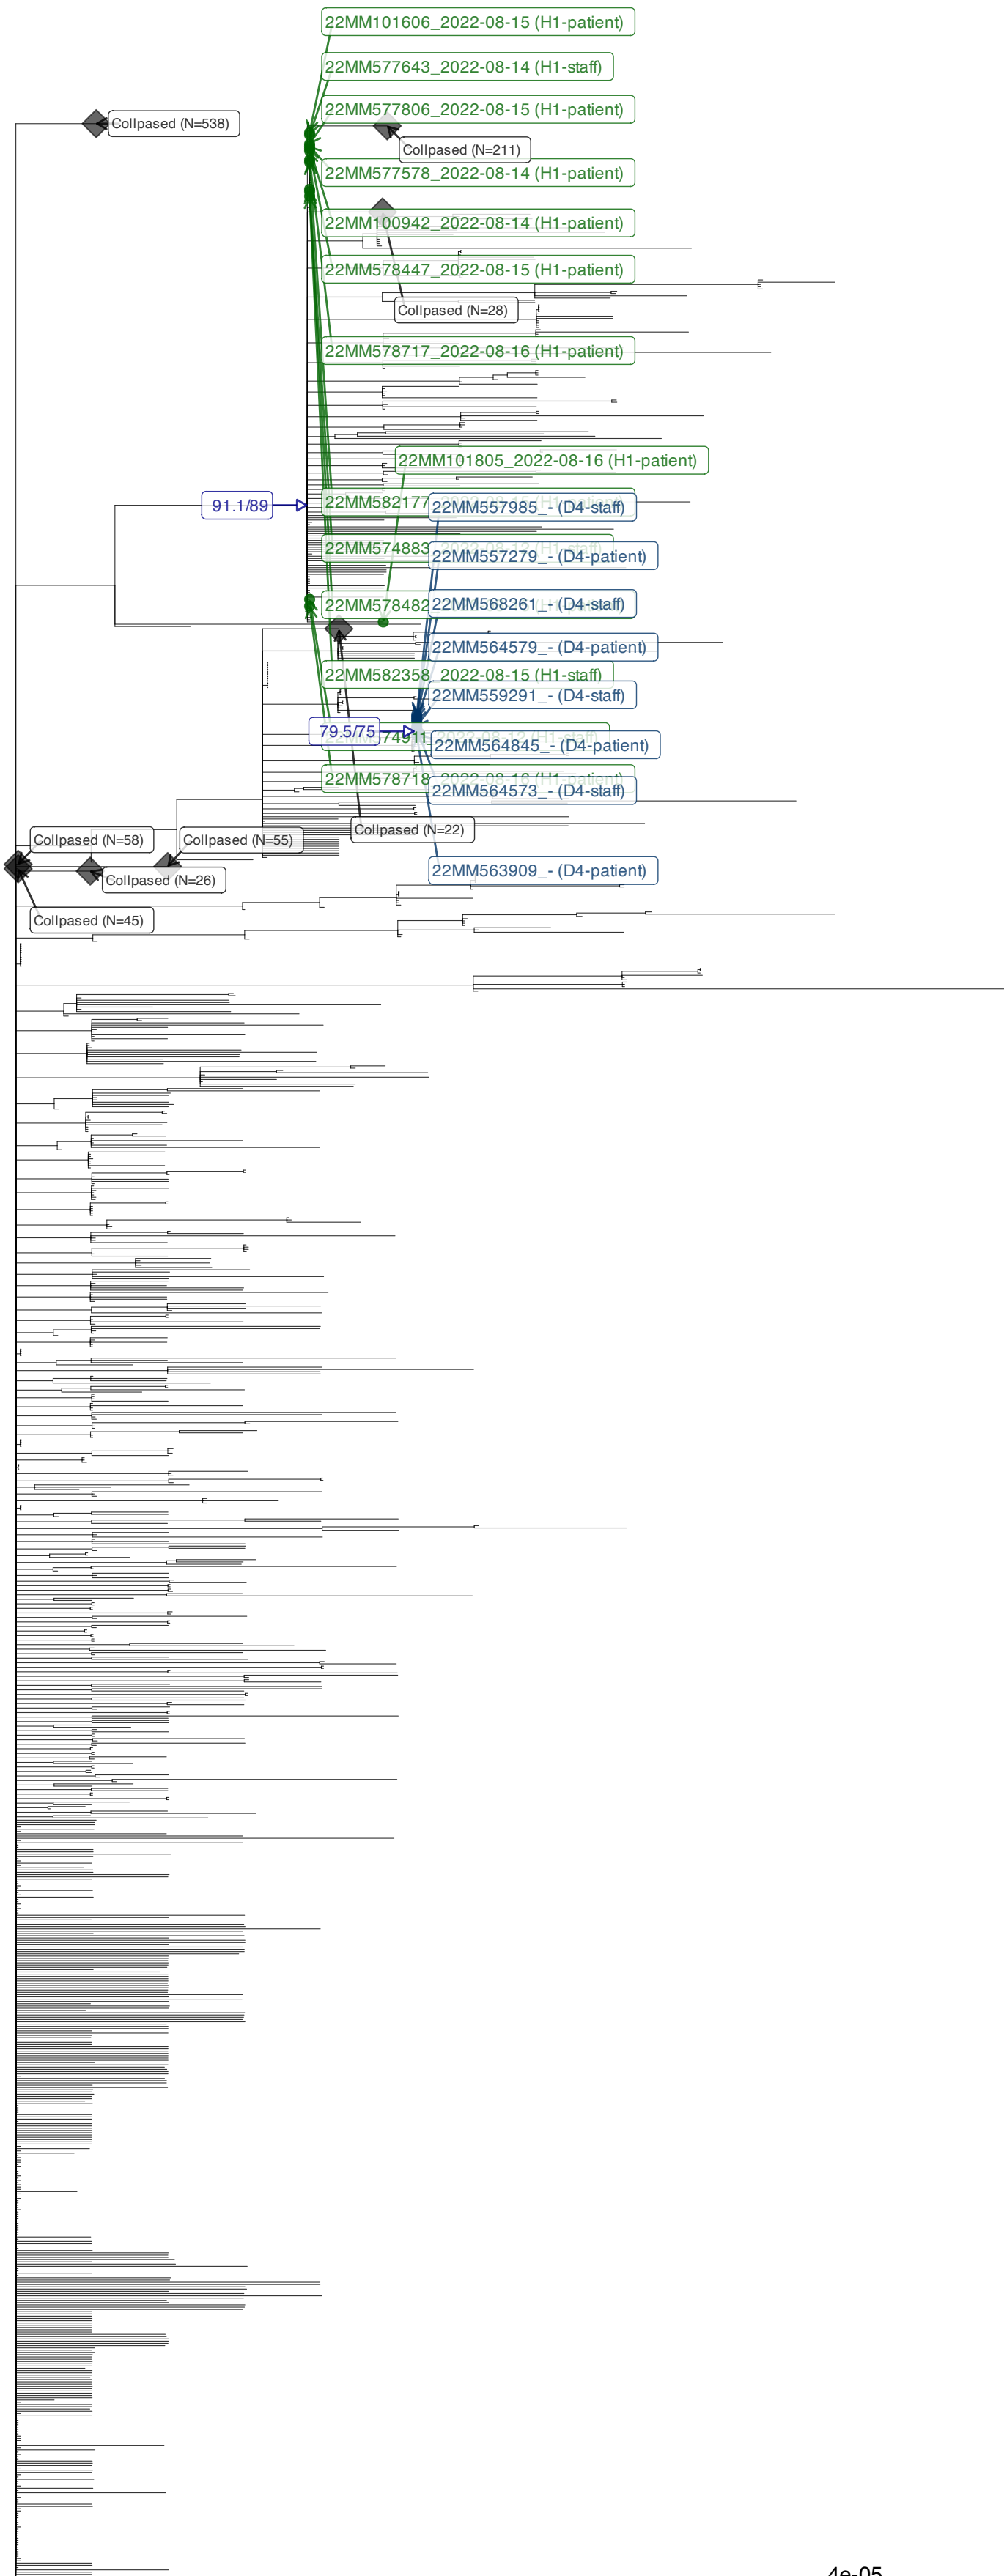 22MM101606_2022-08-15 (H1-patient)
22MM577643_2022-08-14 (H1-staff)
22MM577806_2022-08-15 (H1-patient)
Collpased (N=538)
Collpased (N=211)
22MM577578_2022-08-14 (H1-patient)
22MM100942_2022-08-14 (H1-patient)
22MM578447_2022-08-15 (H1-patient)
Collpased (N=28)
22MM578717_2022-08-16 (H1-patient)
22MM101805_2022-08-16 (H1-patient)
91.1/89
22MM582177
22MM557985_- (D4-staff)
22MM574883
22MM557279_- (D4-patient)
22MM578482
22MM568261_- (D4-staff)
22MM564579_- (D4-patient)
22MM582358_2022-08-15 (H1-staff)
22MM559291_- (D4-staff)
79.5/75
22MM564845_- (D4-patient)
22MM578718_2022-08-16 (H1-patient)
22MM564573_- (D4-staff)
Collpased (N=22)
Collpased (N=58)
Collpased (N=55)
22MM563909_- (D4-patient)
Collpased (N=26)
Collpased (N=45)
4e-05